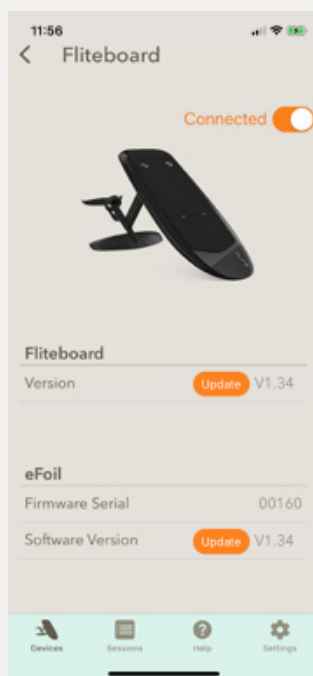 11:56
Fliteboard
Connected
Fliteboard
Version Update V1.34
eFoil
Firmware Serial 00160
Software Version Update V1.34
Devices Sessions Help Settings